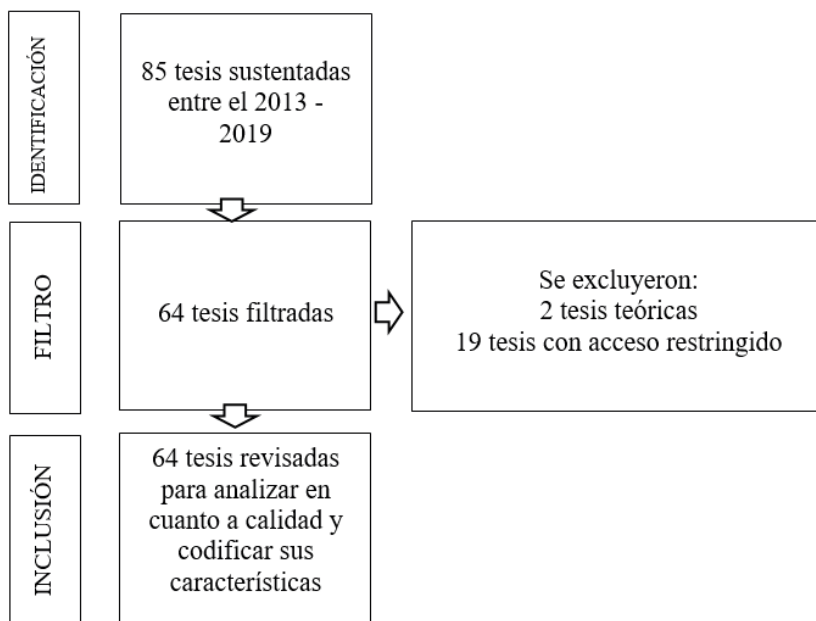 IDENTIFICACIÓN
85 tesis sustentadas
entre el 2013 -
2019
FILTRO
64 tesis filtradas
Se excluyeron:
2 tesis teóricas
19 tesis con acceso restringido
INCLUSIÓN
64 tesis revisadas
para analizar en
cuanto a calidad y
codificar sus
características